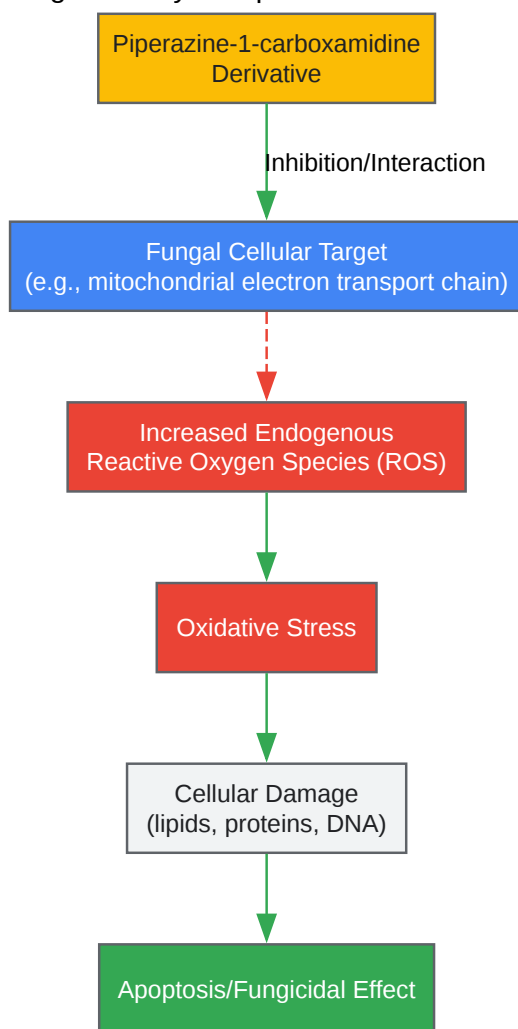 Piperazine-1-carboxamidine
Derivative
Inhibition/Interaction
Fungal Cellular Target
(e.g., mitochondrial electron transport chain)
Increased Endogenous
Reactive Oxygen Species (ROS)
Oxidative Stress
Cellular Damage
(lipids, proteins, DNA)
Apoptosis/Fungicidal Effect